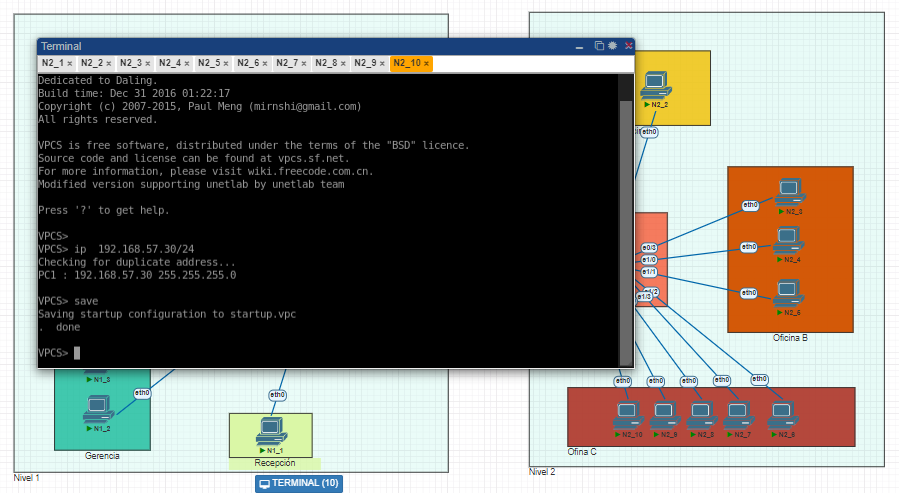 Terminal
N2_1 × N2_2 × N2_3 × N2_4 × N2_5 × N2_6 × N2_7 × N2_8 × N2_9 × N2_10 ×
Dedicated to Daling.
Build time: Dec 31 2016 01:22:17
Copyright (c) 2007-2015, Paul Meng (mirnshi@gmail.com)
All rights reserved.
VPCS is free software, distributed under the terms of the "BSD" licence.
Source code and license can be found at vpcs.sf.net.
For more information, please visit wiki.freecode.com.cn.
Modified version supporting unetlab by unetlab team
Press '?' to get help.
VPCS>
VPCS> ip  192.168.57.30/24
Checking for duplicate address...
PC1 : 192.168.57.30 255.255.255.0
VPCS> save
Saving startup configuration to startup.vpc
.  done
VPCS>
N2_2
eth0
eth0
N2_3
e0/3
eth0
e1/0
N2_4
e1/1
eth0
e1/2
e1/3
N2_5
Oficina B
N1_3
eth0
N1_2
Gerencia
eth0
N1_1
Recepción
Nivel 1
eth0 eth0 eth0 eth0 eth0
N2_10 N2_9 N2_8 N2_7 N2_6
Ofina C
Nivel 2
TERMINAL (10)